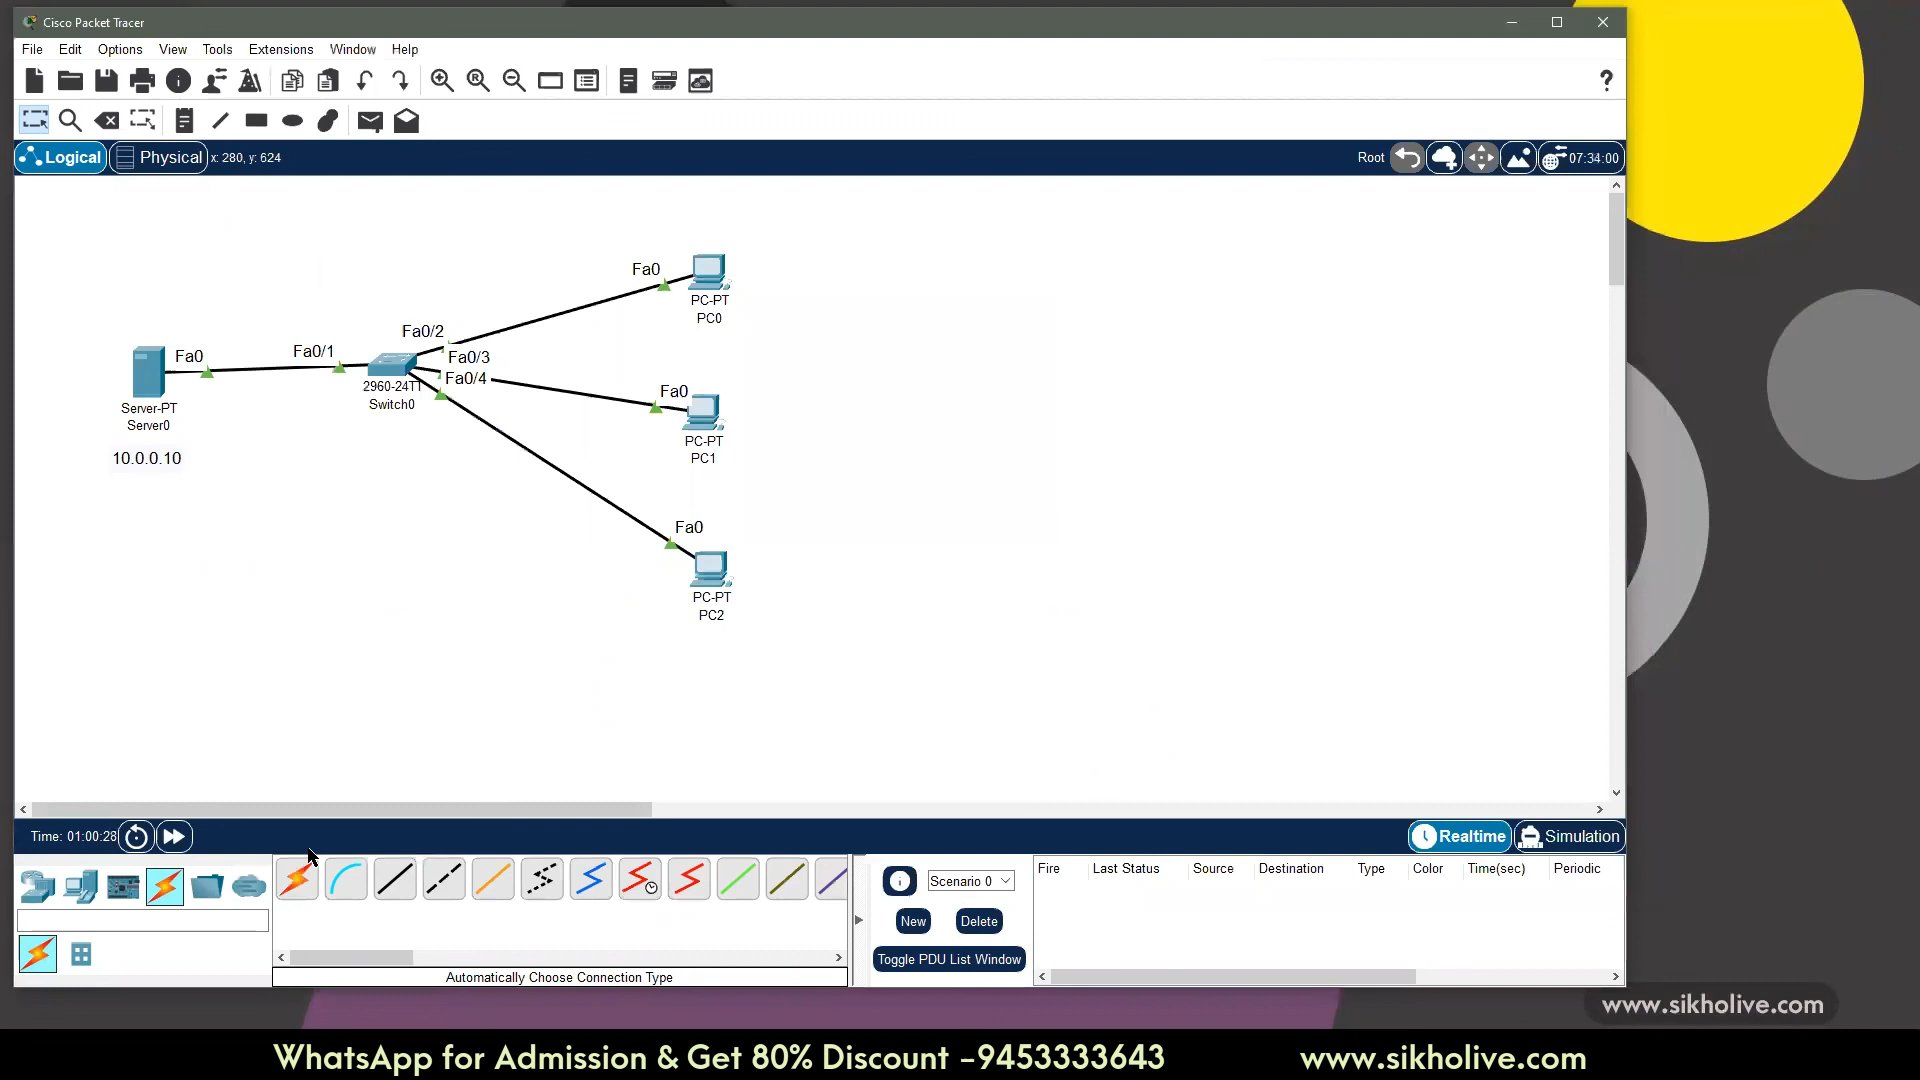 Cisco Packet Tracer
File Edit Options View Tools Extensions Window Help
Logical Physical x: 280, y: 624 Root 07:34:00
Fa0
PC-PT
PC0
Fa0/2
Fa0 Fa0/1 Fa0/3
Fa0/4
2960-24TT
Switch0
Server-PT
Server0
10.0.0.10
Fa0
PC-PT
PC1
Fa0
PC-PT
PC2
Time: 01:00:28 Realtime Simulation
Scenario 0
New Delete
Toggle PDU List Window
Fire Last Status Source Destination Type Color Time(sec) Periodic
Automatically Choose Connection Type
www.sikholive.com
WhatsApp for Admission & Get 80% Discount -9453333643 www.sikholive.com